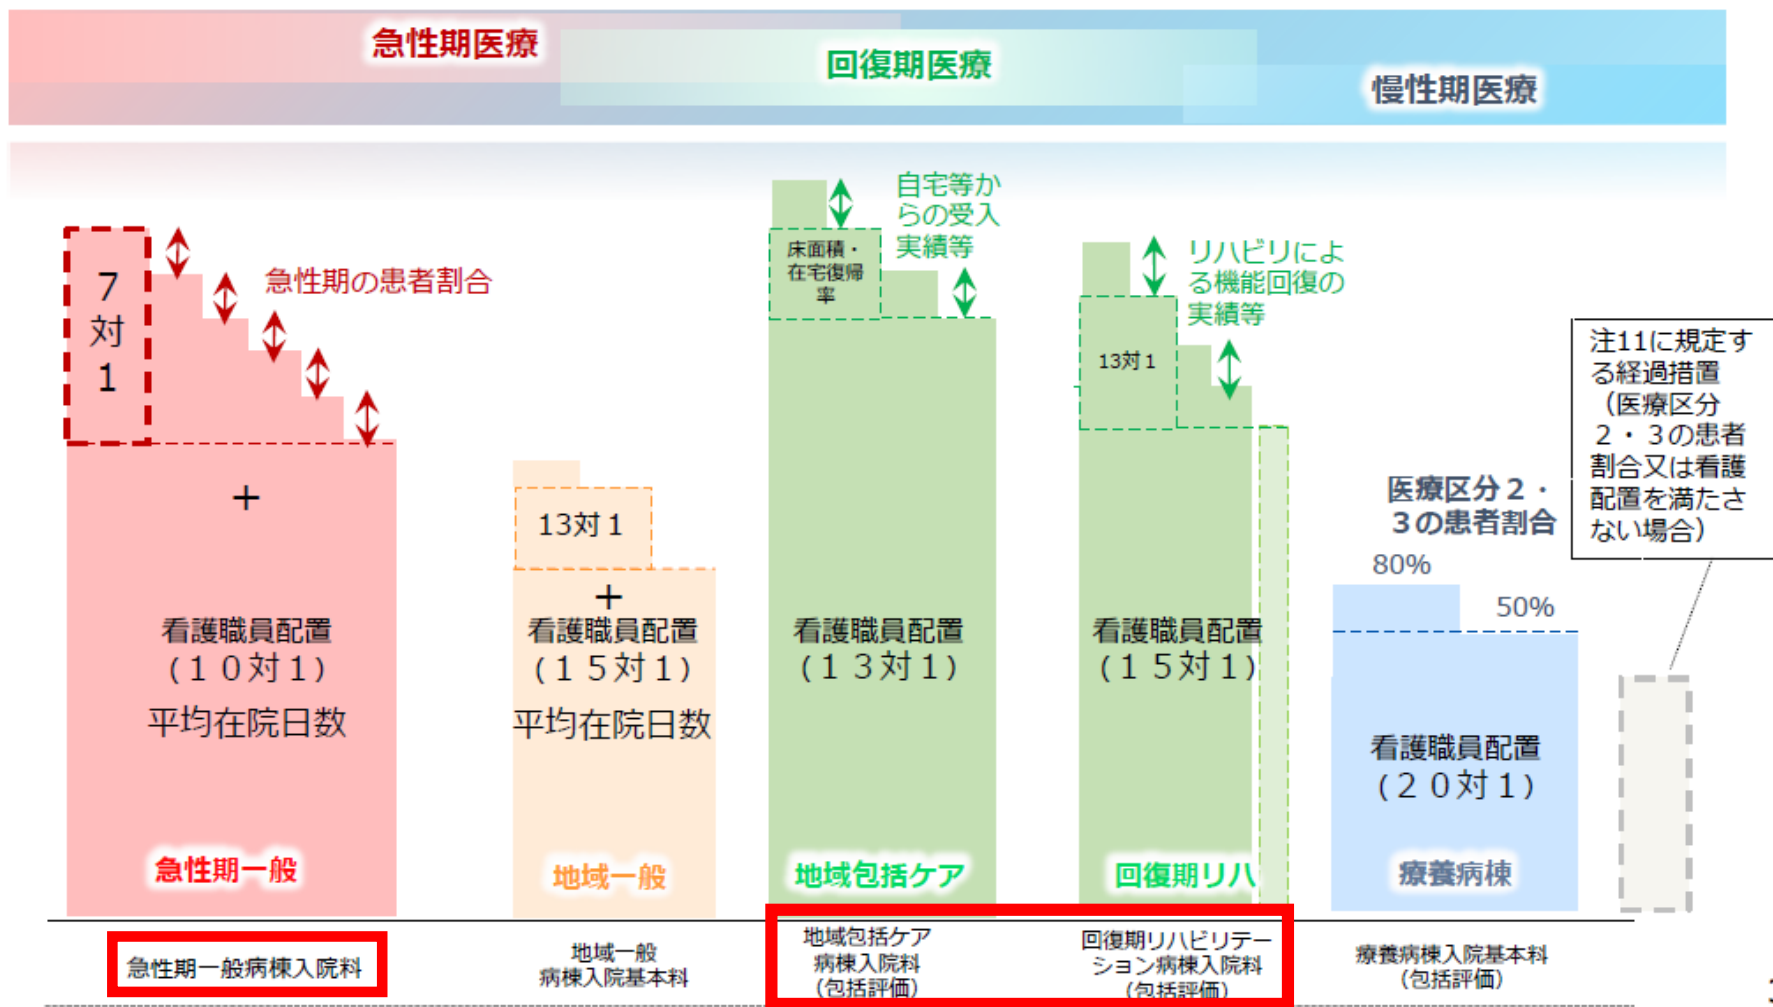 急性期医療
回復期医療
慢性期医療
7
対
1
急性期の患者割合
+
看護職員配置
(10対1)
平均在院日数
急性期一般
13対1
+
看護職員配置
(15対1)
平均在院日数
地域一般
自宅等か
らの受入
実績等
床面積・
在宅復帰
率
看護職員配置
(13対1)
地域包括ケア
リハビリによ
る機能回復の
実績等
13対1
看護職員配置
(15対1)
回復期リハ
医療区分2・
3の患者割合
80%
50%
看護職員配置
(20対1)
療養病棟
注11に規定す
る経過措置
（医療区分
2・3の患者
割合又は看護
配置を満たさ
ない場合）
急性期一般病棟入院料
地域一般
病棟入院基本料
地域包括ケア
病棟入院料
（包括評価）
回復期リハビリテー
ション病棟入院料
（包括評価）
療養病棟入院基本料
（包括評価）